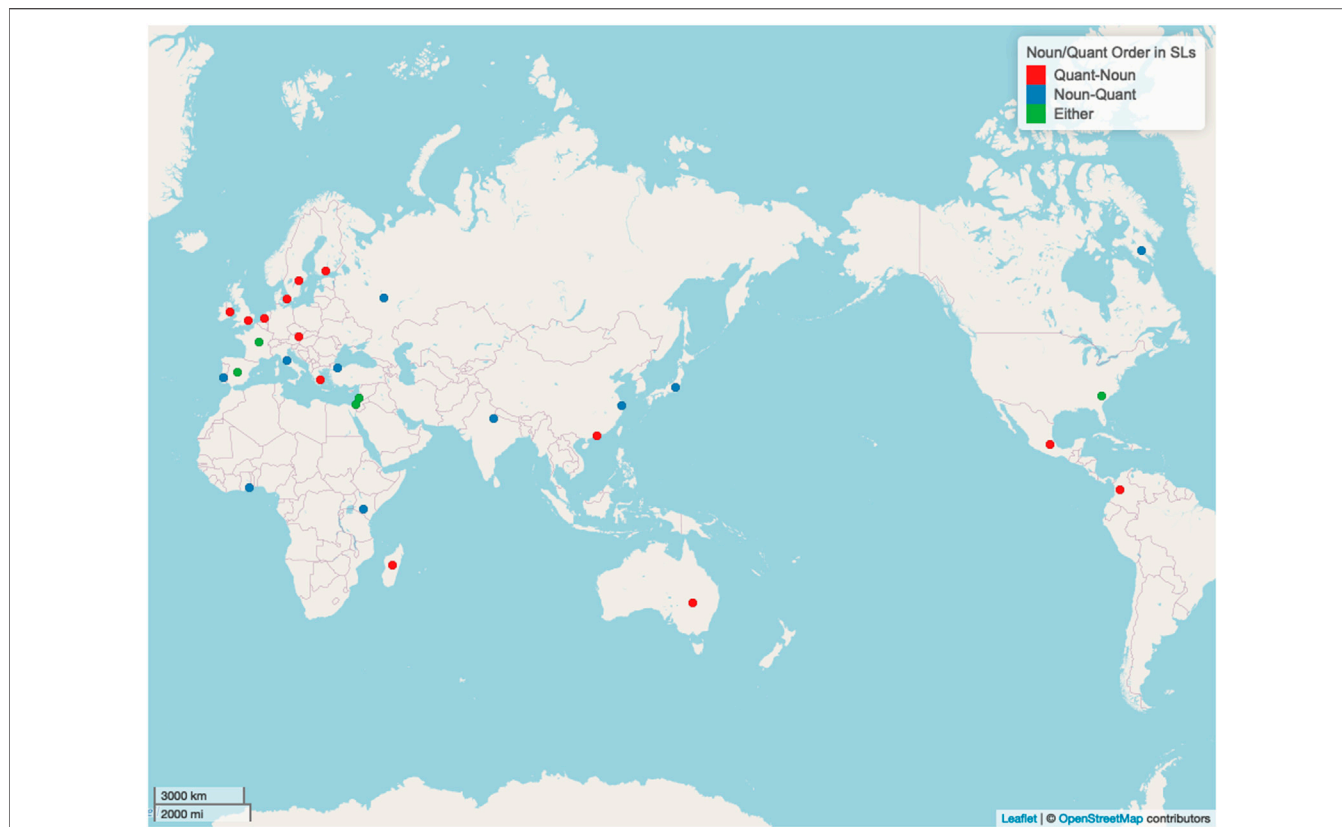 Noun/Quant Order in SLs
Quant-Noun
Noun-Quant
Either
3000 km
2000 mi
Leaflet | © OpenStreetMap contributors